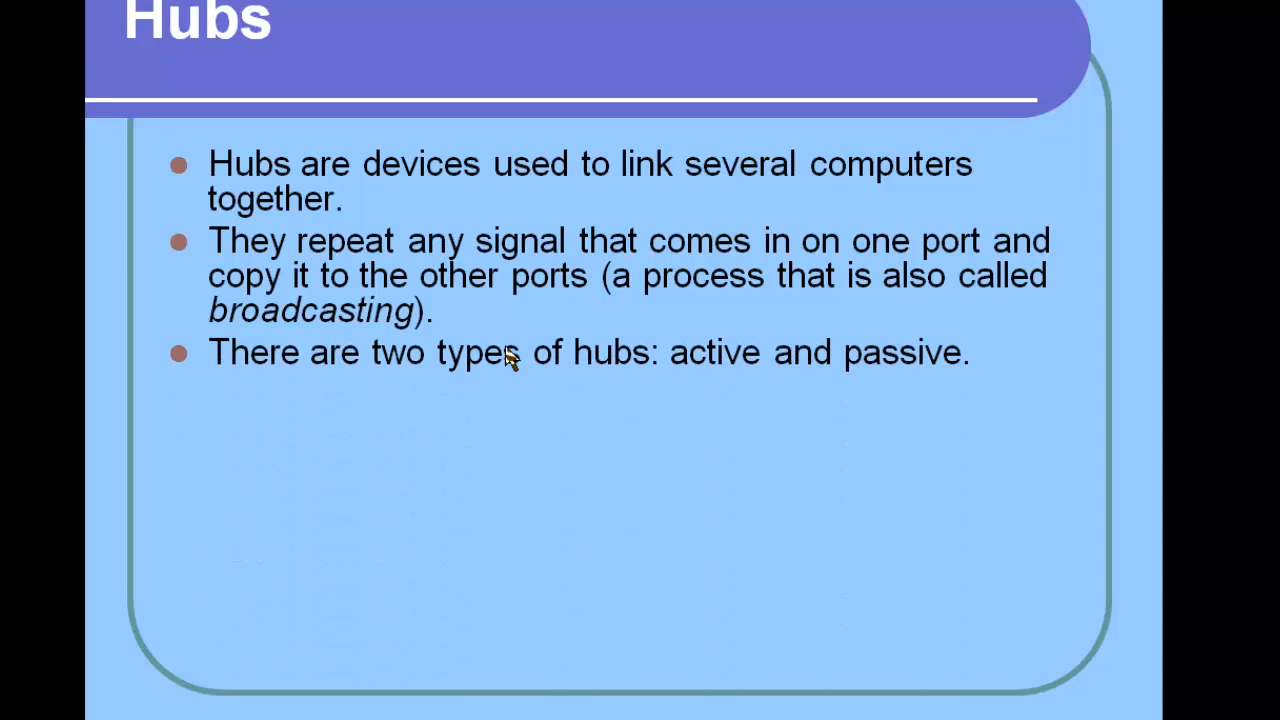 Hubs
Hubs are devices used to link several computers
together.
They repeat any signal that comes in on one port and
copy it to the other ports (a process that is also called
broadcasting).
There are two types of hubs: active and passive.